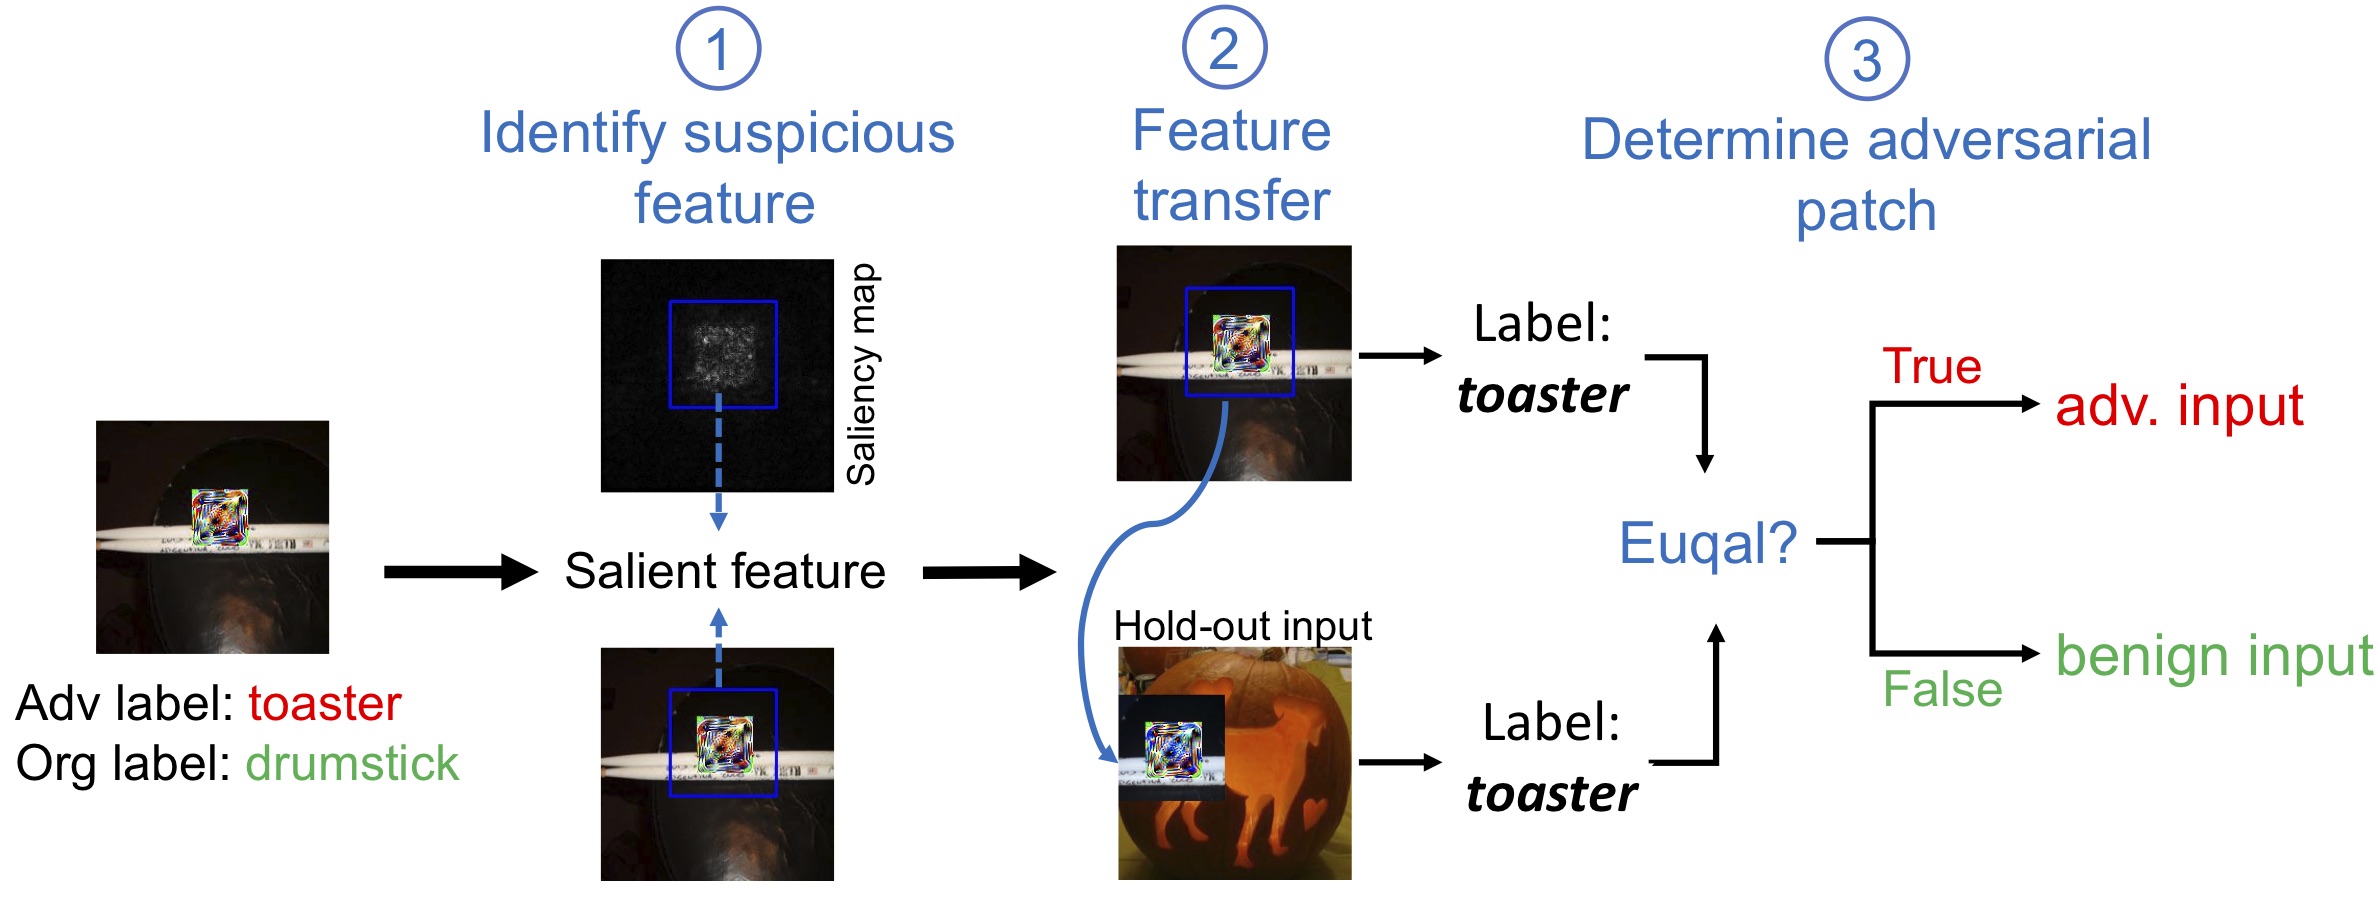 1
Identify suspicious
feature
2
Feature
transfer
3
Determine adversarial
patch
Saliency map
Adv label: toaster
Org label: drumstick
Salient feature
Hold-out input
Label:
toaster
Label:
toaster
Euqal?
True
adv. input
False
benign input